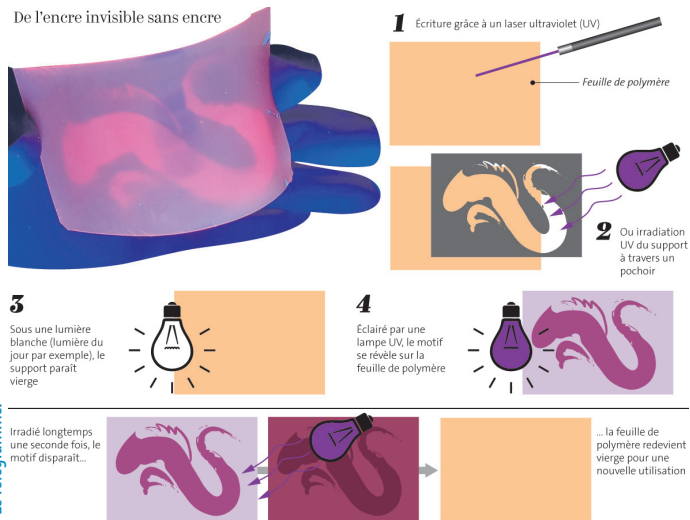 De l'encre invisible sans encre
1 Écriture grâce à un laser ultraviolet (UV)
Feuille de polymère
2 Ou irradiation
UV du support
à travers un
pochoir
3
Sous une lumière
blanche (lumière du
jour par exemple), le
support paraît
vierge
4
Éclairé par une
lampe UV, le motif
se révèle sur la
feuille de polymère
Irradié longtemps
une seconde fois, le
motif disparaît...
... la feuille de
polymère redevient
vierge pour une
nouvelle utilisation